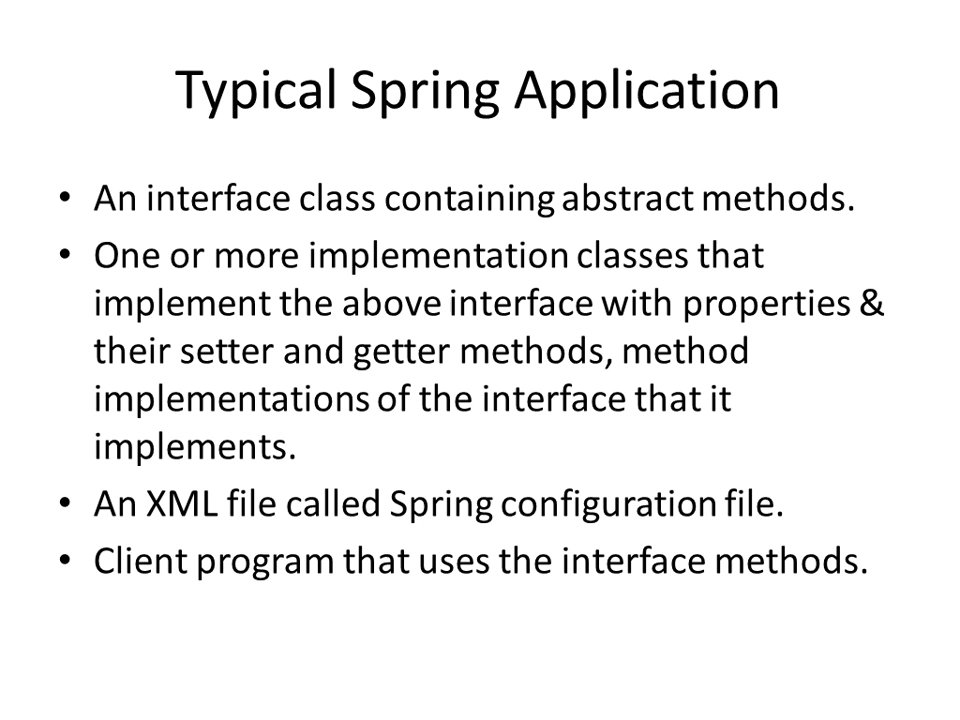 Typical Spring Application
• An interface class containing abstract methods.
• One or more implementation classes that
implement the above interface with properties &
their setter and getter methods, method
implementations of the interface that it
implements.
• An XML file called Spring configuration file.
• Client program that uses the interface methods.